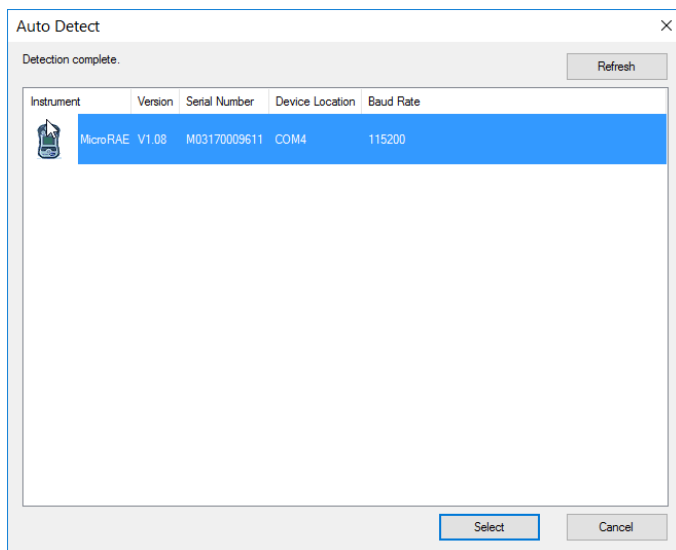 Auto Detect
Detection complete.
Refresh
Instrument Version Serial Number Device Location Baud Rate
MicroRAE V1.08 M03170009611 COM4 115200
Select Cancel